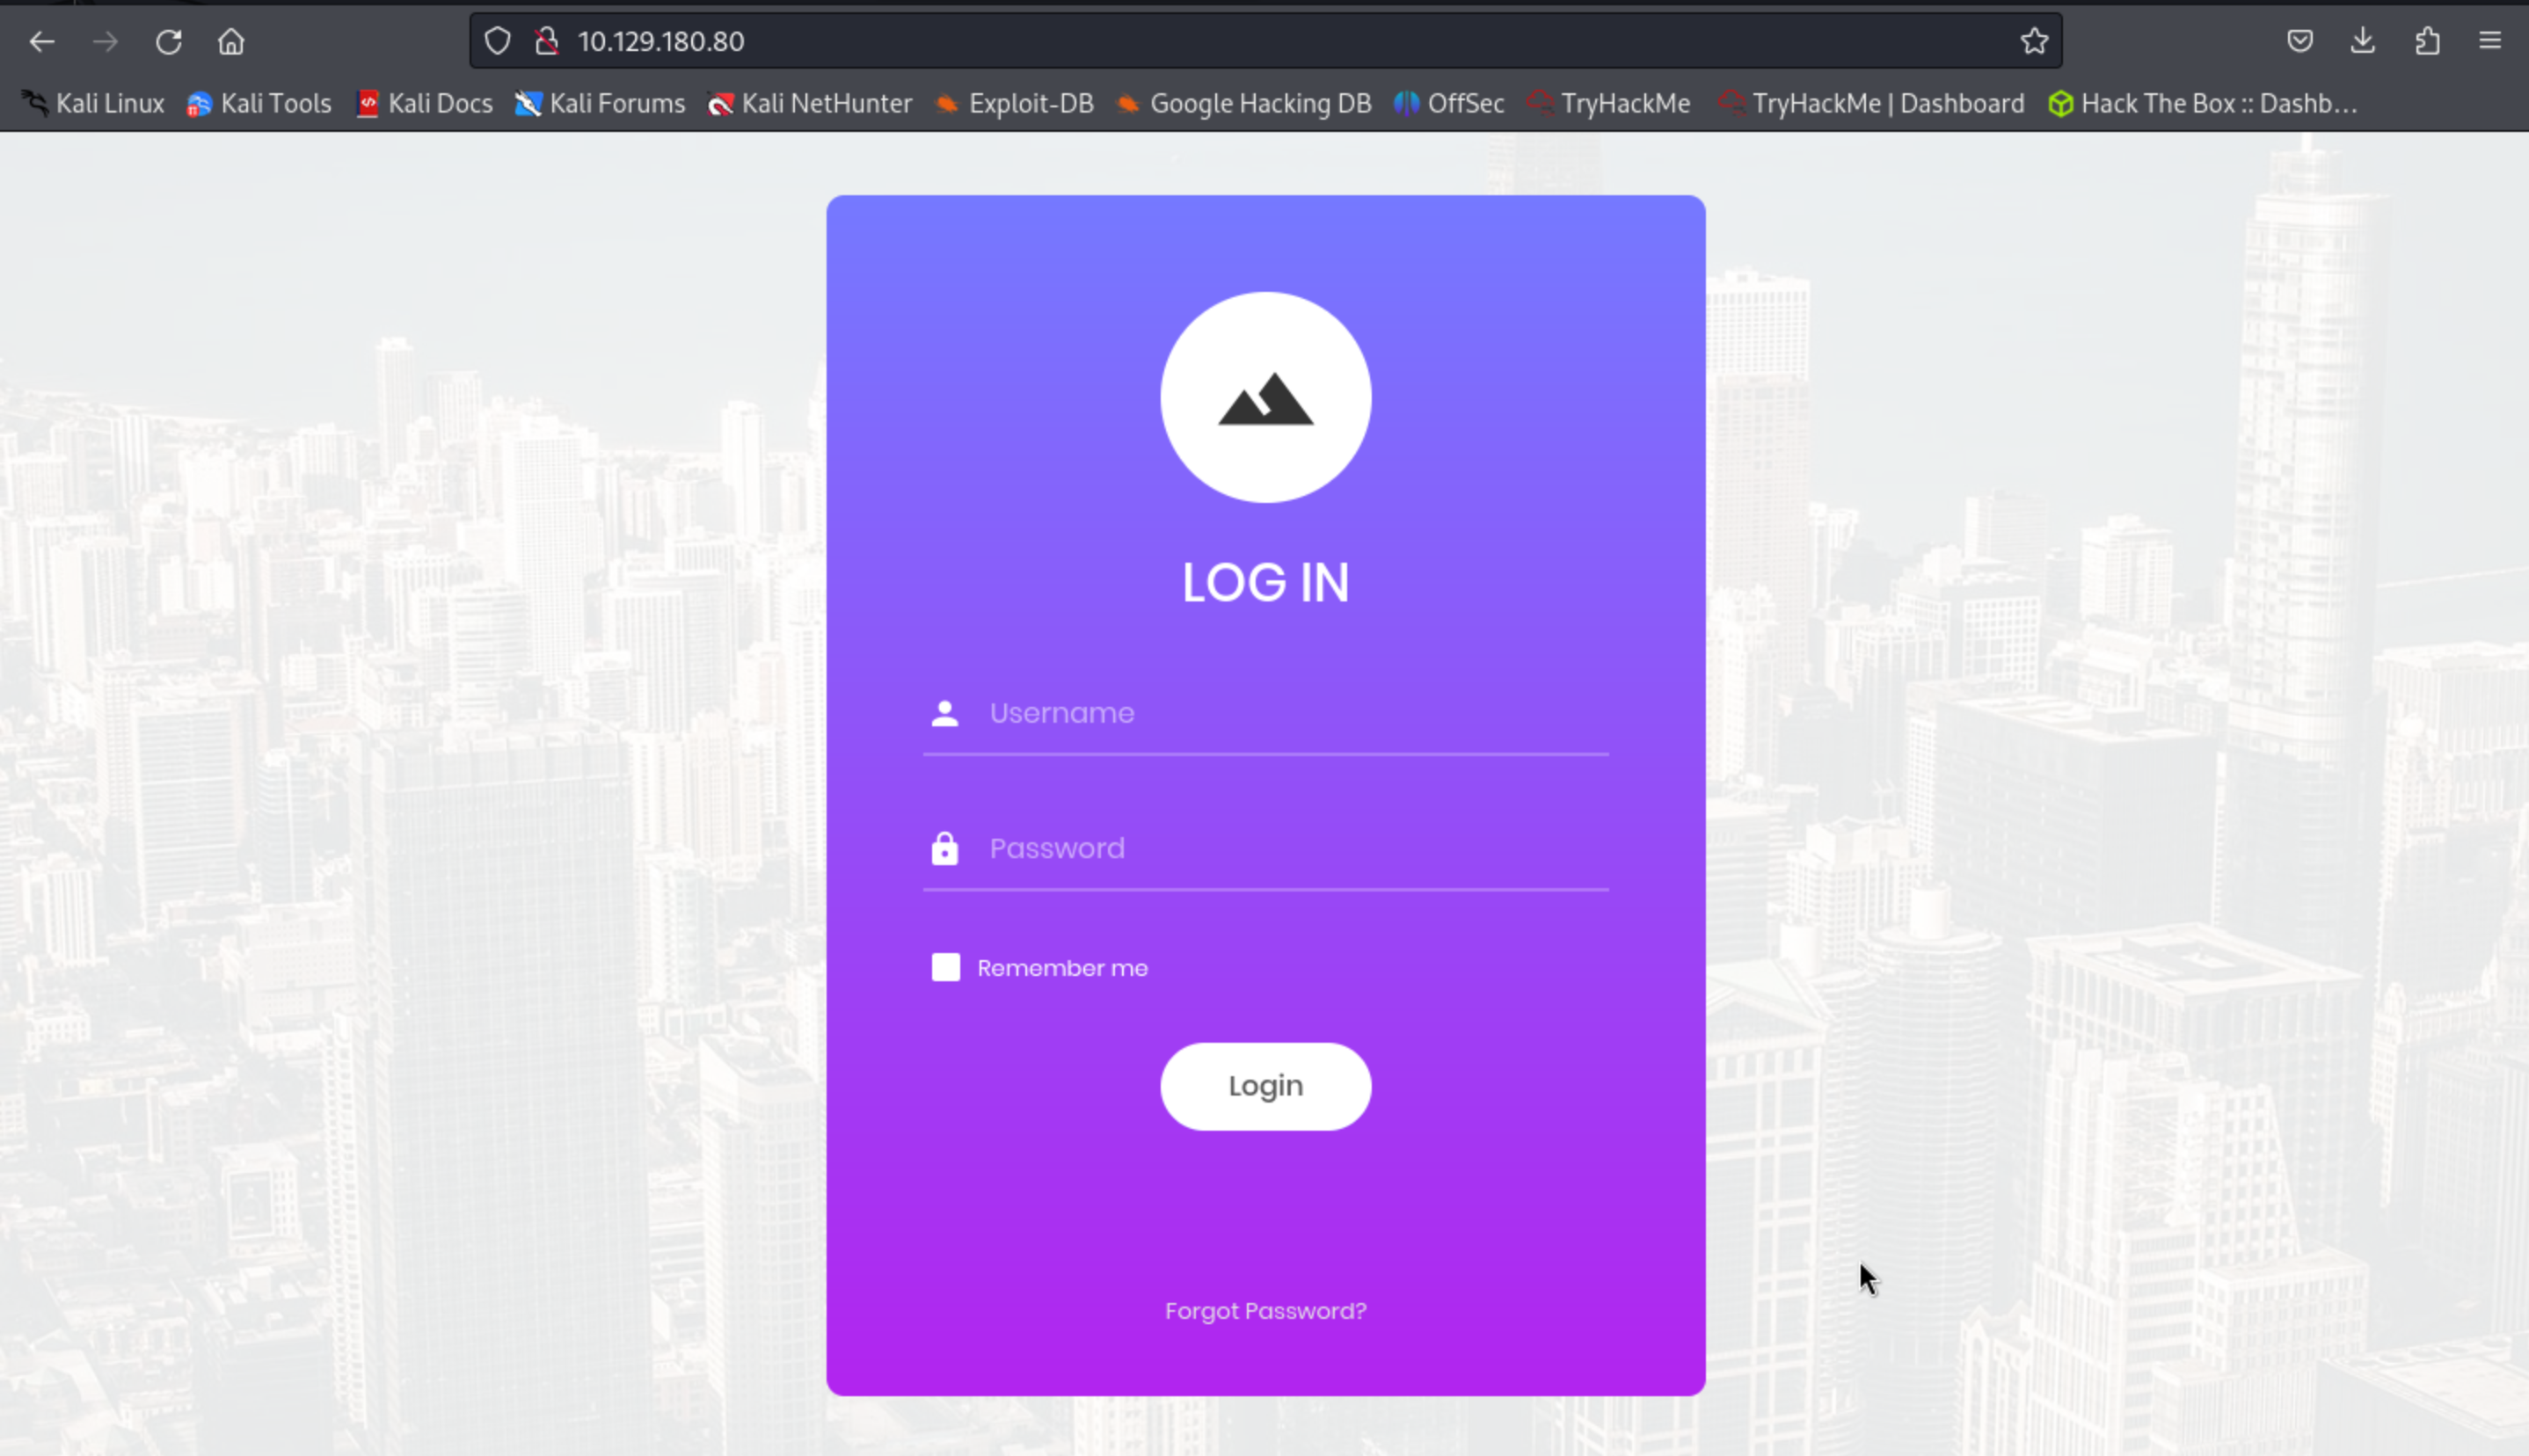 10.129.180.80
Kali Linux Kali Tools Kali Docs Kali Forums Kali NetHunter Exploit-DB Google Hacking DB OffSec TryHackMe TryHackMe | Dashboard Hack The Box :: Dashb…
LOG IN
Username
Password
Remember me
Login
Forgot Password?